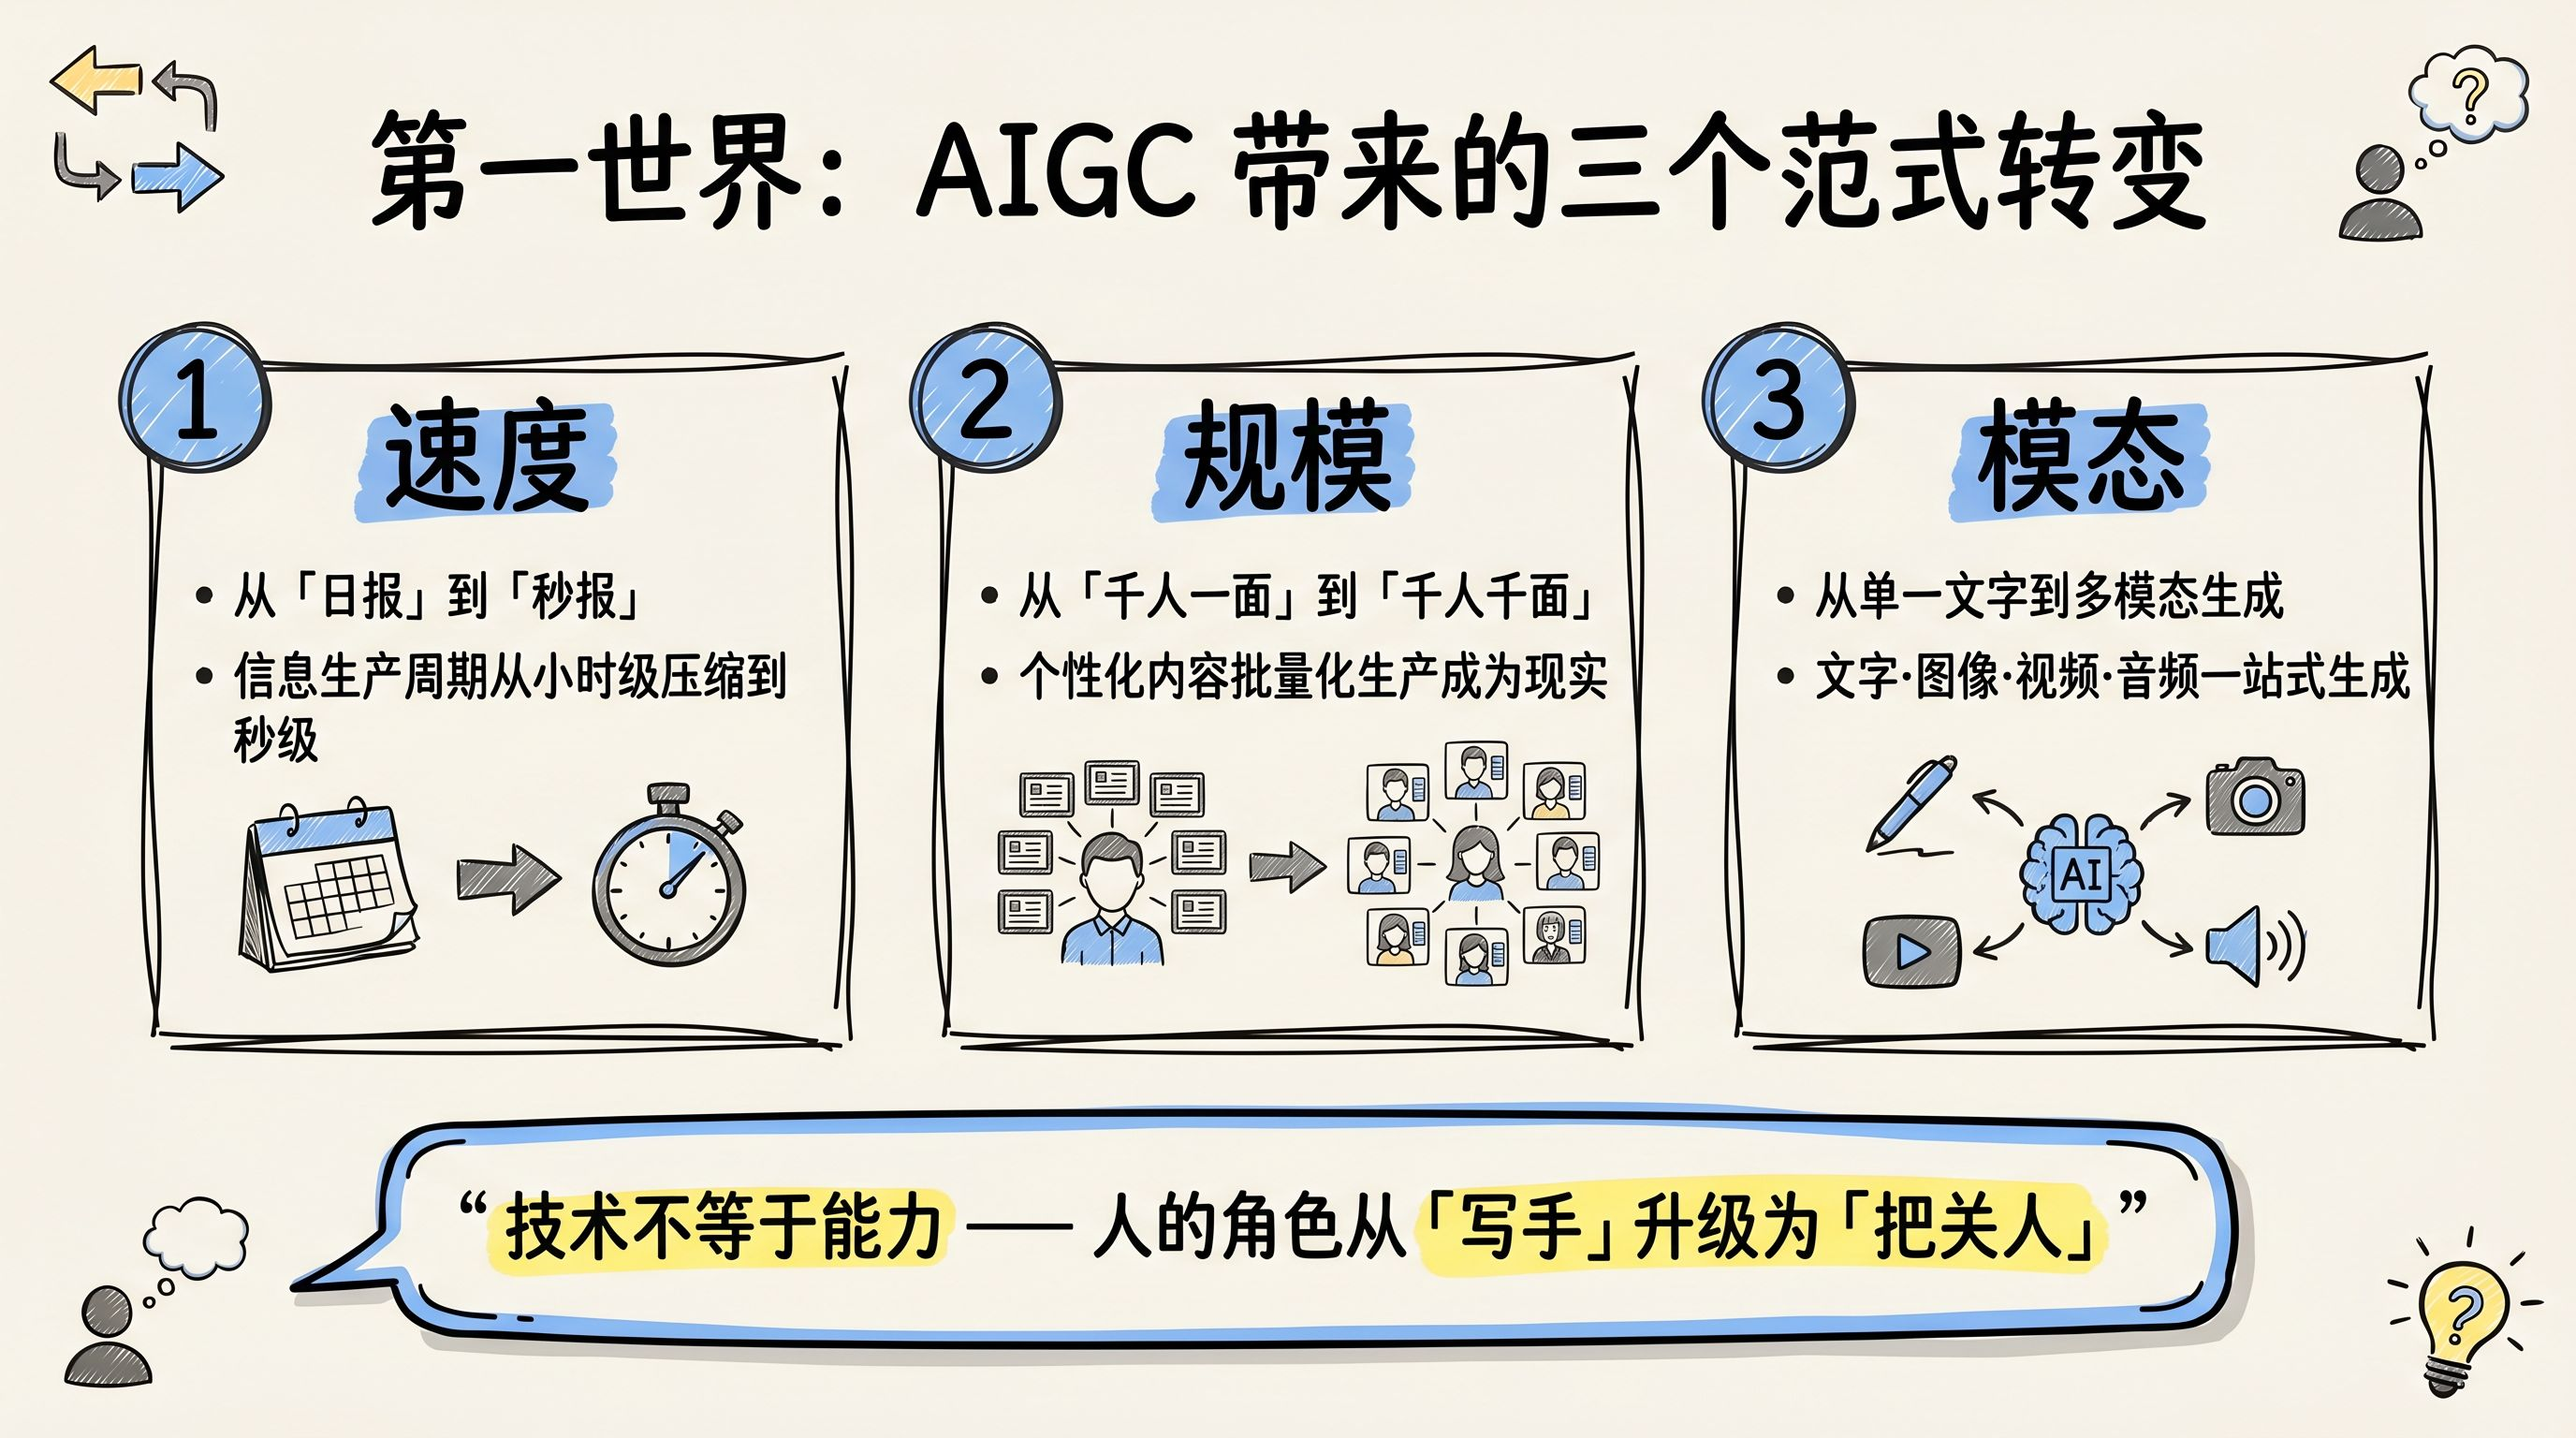 第一世界：AIGC 带来的三个范式转变
?
1
速度
• 从「日报」到「秒报」
• 信息生产周期从小时级压缩到
秒级
2
规模
• 从「千人一面」到「千人千面」
• 个性化内容批量化生产成为现实
3
模态
• 从单一文字到多模态生成
• 文字·图像·视频·音频一站式生成
AI
“技术不等于能力 —— 人的角色从「写手」升级为「把关人」”
?